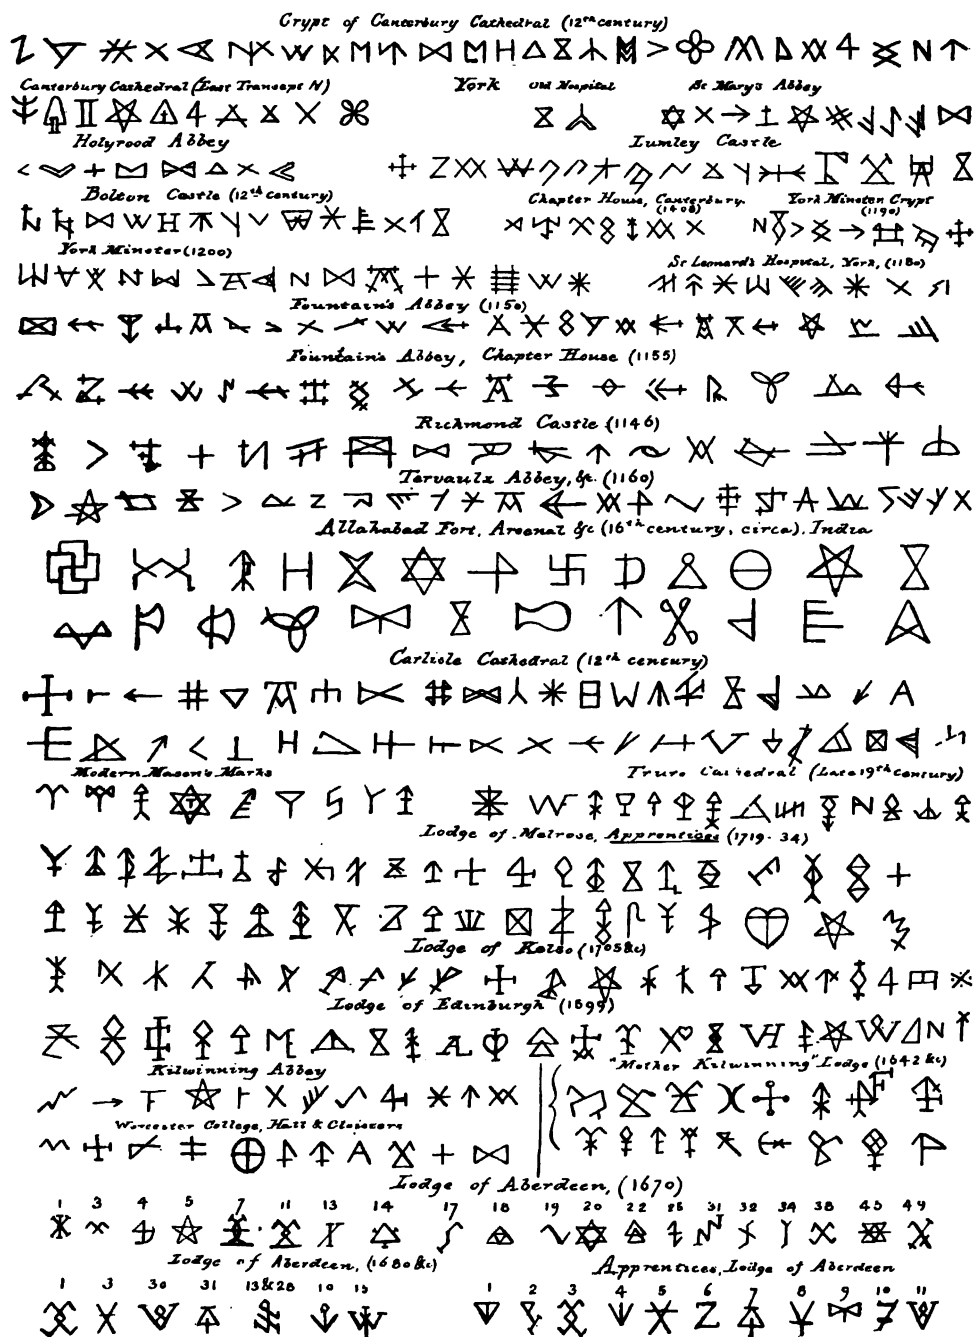 Crypt of Canterbury Cathedral (12th century)
Canterbury Cathedral (East Transept N) York Old Hospital St Mary's Abbey
Holyrood Abbey Lumley Castle
Bolton Castle (12th century) Chapter House, Canterbury. (1408) York Minster Crypt (1190)
York Minster (1200) St Leonard's Hospital, York, (1180)
Fountain's Abbey (1150)
Fountain's Abbey, Chapter House (1155)
Richmond Castle (1146)
Jervaulx Abbey, &c. (1160)
Allahabad Fort, Arsenal &c (16th century, circa). India
Carlisle Cathedral (12th century)
Modern Mason's Marks Truro Cathedral (Late 19th century)
Lodge of Melrose, Apprentices (1719-34)
Lodge of Kelso (1705 &c)
Lodge of Edinburgh (1599)
Kilwinning Abbey "Mother Kilwinning" Lodge (1642 &c)
Worcester College, Hall & Cloisters
Lodge of Aberdeen, (1670)
1 3 4 5 7 11 13 14 17 18 19 20 22 31 32 34 38 45 49
Lodge of Aberdeen, (1680 &c) Apprentices, Lodge of Aberdeen
1 3 30 31 13&28 10 15 1 2 3 4 5 6 7 8 9 10 11